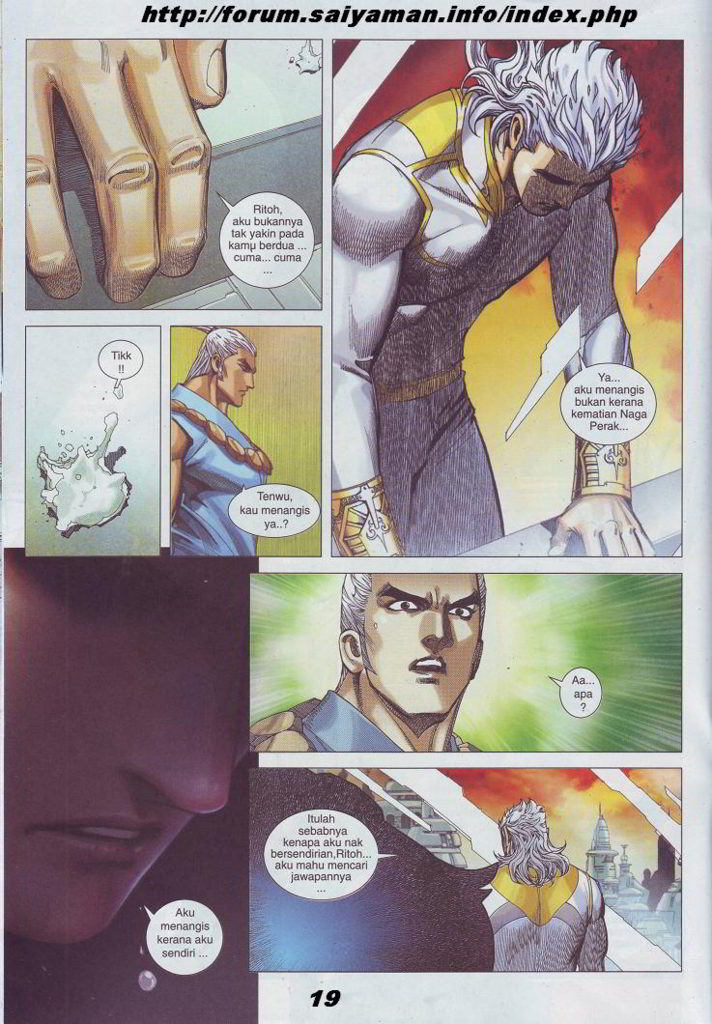 http://forum.saiyaman.info/index.php
Ritoh,
aku bukannya
tak yakin pada
kamu berdua ...
cuma... cuma
...
Ya...
aku menangis
bukan kerana
kematian Naga
Perak...
Tikk
!!
Tenwu,
kau menangis
ya..?
Aa...
apa
?
Itulah
sebabnya
kenapa aku nak
bersendirian,Ritoh...
aku mahu mencari
jawapannya
...
Aku
menangis
kerana aku
sendiri ...
19